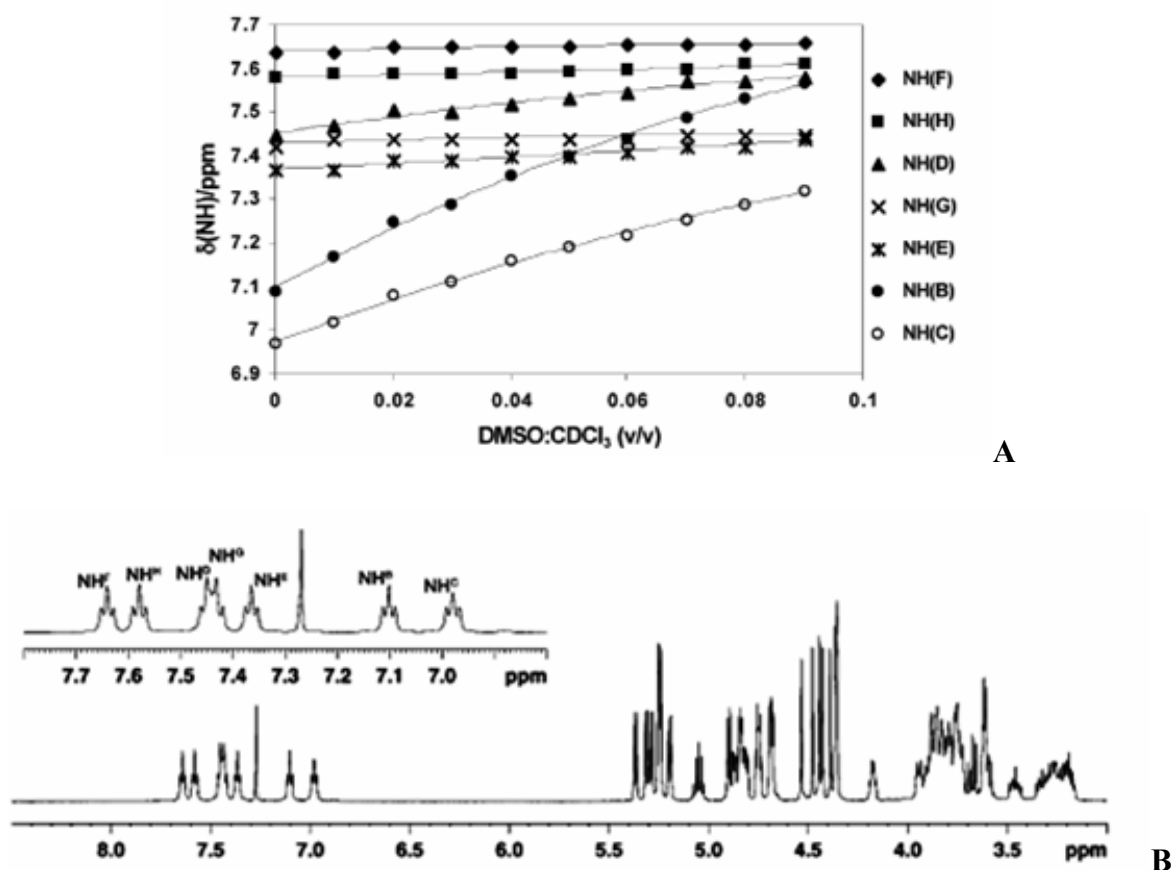 7.7
7.6
7.5
7.4
7.3
7.2
7.1
7
6.9
δ(NH)/ppm
0
0.02
0.04
0.06
0.08
0.1
DMSO:CDCl₃ (v/v)
NH(F)
NH(H)
NH(D)
NH(G)
NH(E)
NH(B)
NH(C)
A
NHᶠ
NHᴴ
NHᴰ
NHᴳ
NHᴱ
NHᴮ
NHᶜ
7.7 7.6 7.5 7.4 7.3 7.2 7.1 7.0 ppm
8.0 7.5 7.0 6.5 6.0 5.5 5.0 4.5 4.0 3.5 ppm
B